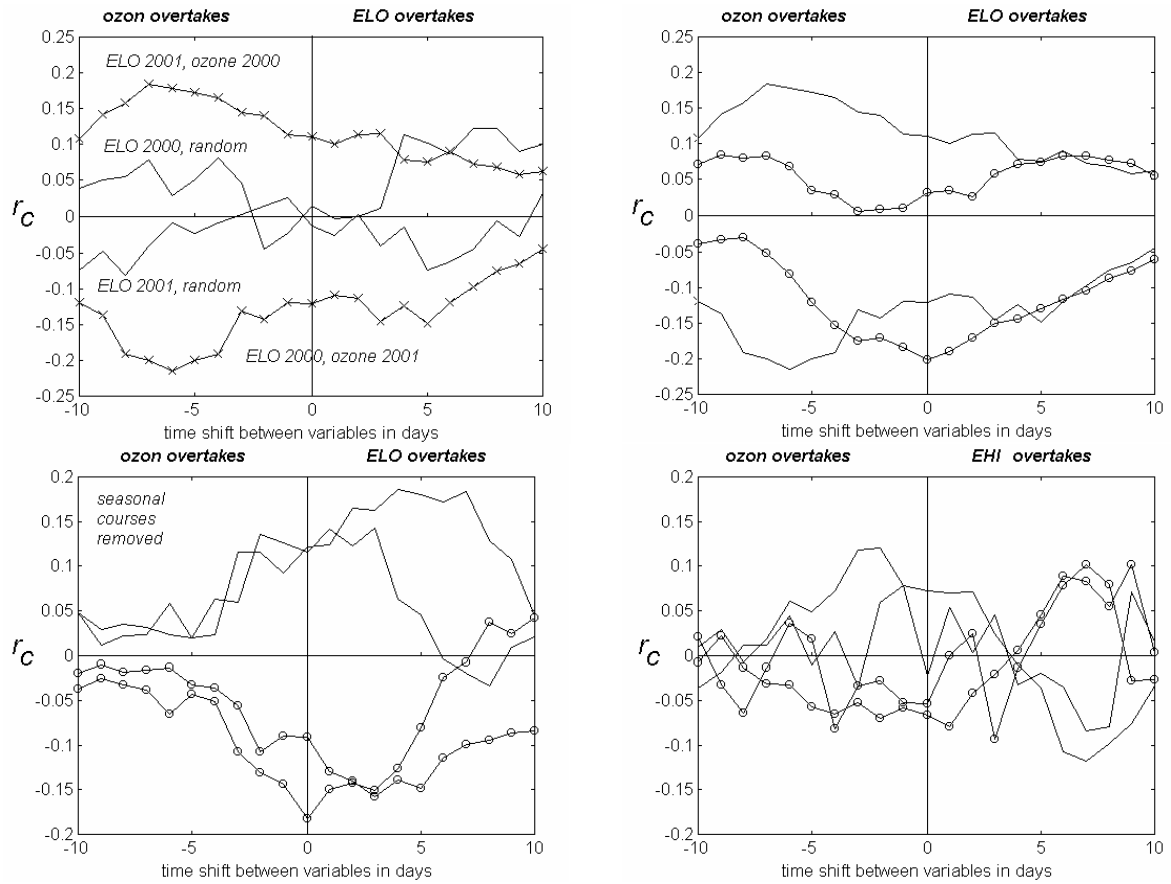 ozon overtakes ELO overtakes
0.25
0.2
0.15
0.1
0.05
0
-0.05
-0.1
-0.15
-0.2
-0.25
rC
ELO 2001, ozone 2000
ELO 2000, random
ELO 2001, random
ELO 2000, ozone 2001
-10 -5 0 5 10
time shift between variables in days
ozon overtakes ELO overtakes
0.25
0.2
0.15
0.1
0.05
0
-0.05
-0.1
-0.15
-0.2
-0.25
rC
-10 -5 0 5 10
time shift between variables in days
ozon overtakes ELO overtakes
0.2
0.15
0.1
0.05
0
-0.05
-0.1
-0.15
-0.2
rC
seasonal
courses
removed
-10 -5 0 5 10
time shift between variables in days
ozon overtakes EHI overtakes
0.2
0.15
0.1
0.05
0
-0.05
-0.1
-0.15
-0.2
rC
-10 -5 0 5 10
time shift between variables in days